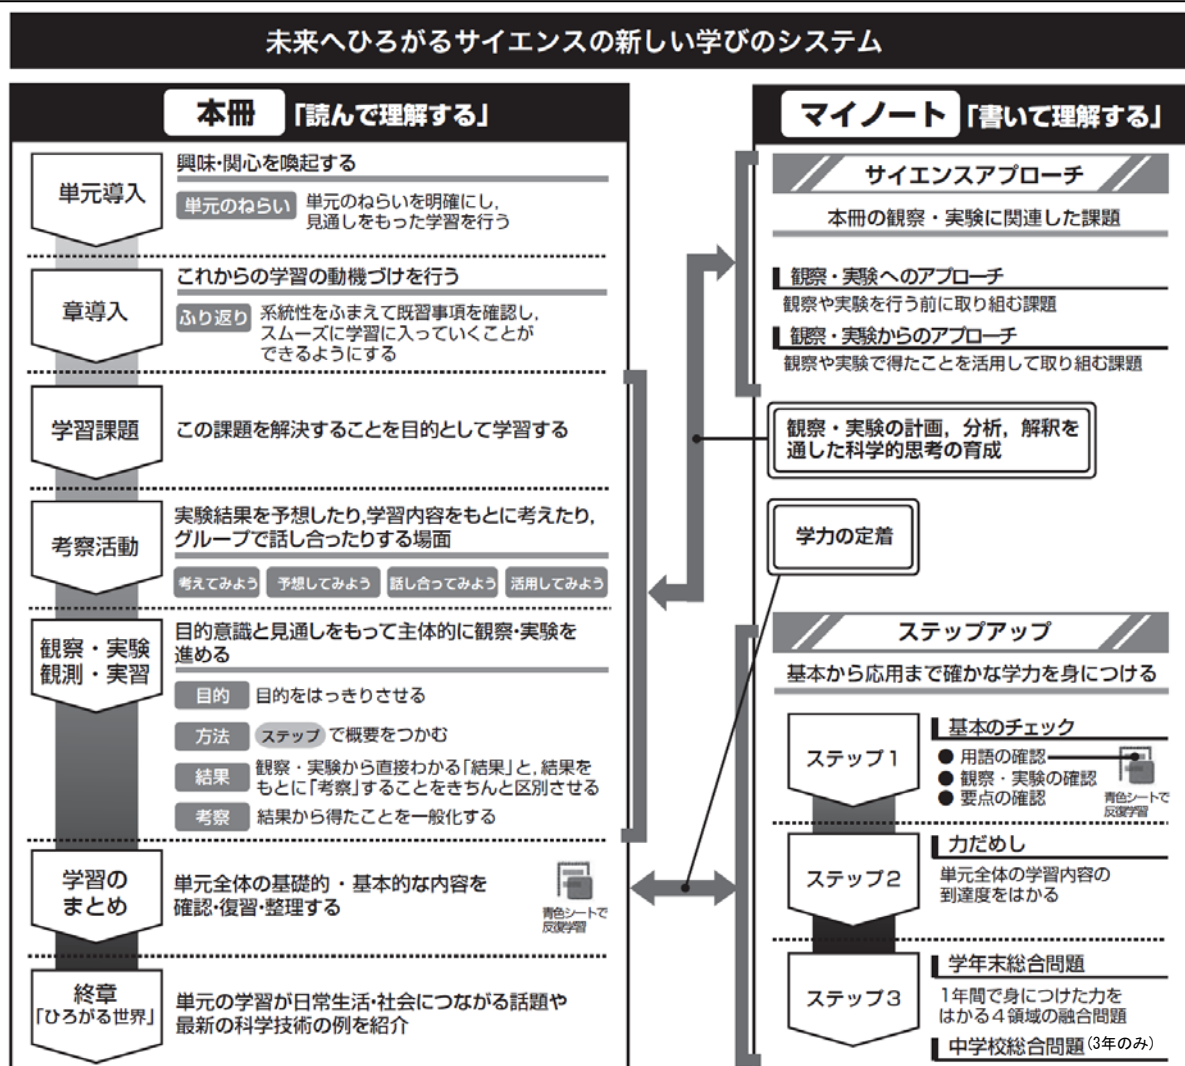 未来へひろがるサイエンスの新しい学びのシステム
本冊「読んで理解する」
単元導入
興味・関心を喚起する
単元のねらい
単元のねらいを明確にし,
見通しをもった学習を行う
章導入
これからの学習の動機づけを行う
ふり返り
系統性をふまえて既習事項を確認し,
スムーズに学習に入っていくことが
できるようにする
学習課題
この課題を解決することを目的として学習する
考察活動
実験結果を予想したり,学習内容をもとに考えたり,
グループで話し合ったりする場面
考えてみよう 予想してみよう 話し合ってみよう 活用してみよう
観察・実験
観測・実習
目的意識と見通しをもって主体的に観察・実験を
進める
目的 目的をはっきりさせる
方法 ステップ で概要をつかむ
結果 観察・実験から直接わかる「結果」と,結果を
もとに「考察」することをきちんと区別させる
考察 結果から得たことを一般化する
学習の
まとめ
単元全体の基礎的・基本的な内容を
確認・復習・整理する
青色シートで
反復学習
終章
「ひろがる世界」
単元の学習が日常生活・社会につながる話題や
最新の科学技術の例を紹介
マイノート「書いて理解する」
サイエンスアプローチ
本冊の観察・実験に関連した課題
観察・実験へのアプローチ
観察や実験を行う前に取り組む課題
観察・実験からのアプローチ
観察や実験で得たことを活用して取り組む課題
観察・実験の計画,分析,解釈を
通した科学的思考の育成
学力の定着
ステップアップ
基本から応用まで確かな学力を身につける
ステップ1
基本のチェック
● 用語の確認
● 観察・実験の確認
● 要点の確認
青色シートで
反復学習
ステップ2
力だめし
単元全体の学習内容の
到達度をはかる
ステップ3
学年末総合問題
1年間で身につけた力を
はかる4領域の融合問題
中学校総合問題(3年のみ)